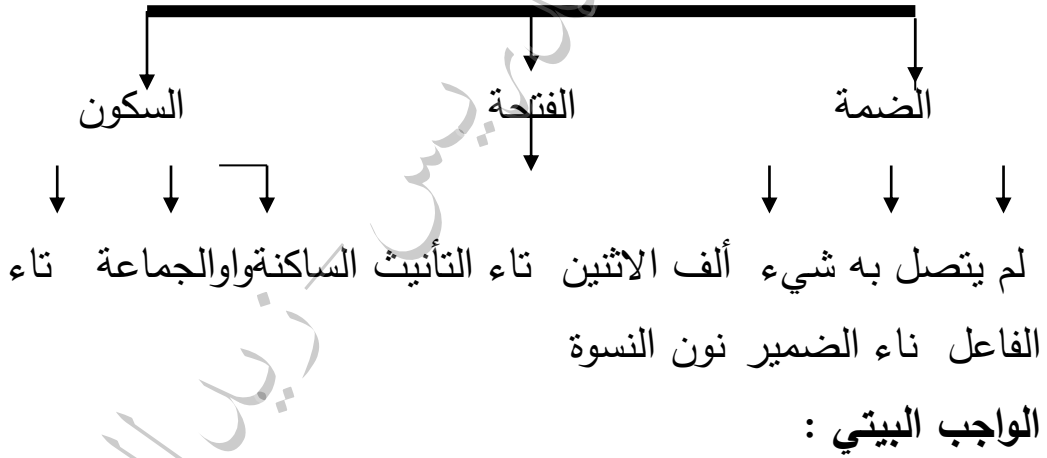 الضمة الفتحة السكون
لم يتصل به شيء ألف الاثنين تاء التأنيث الساكنةواوالجماعة تاء
الفاعل ناء الضمير نون النسوة
الواجب البيتي :